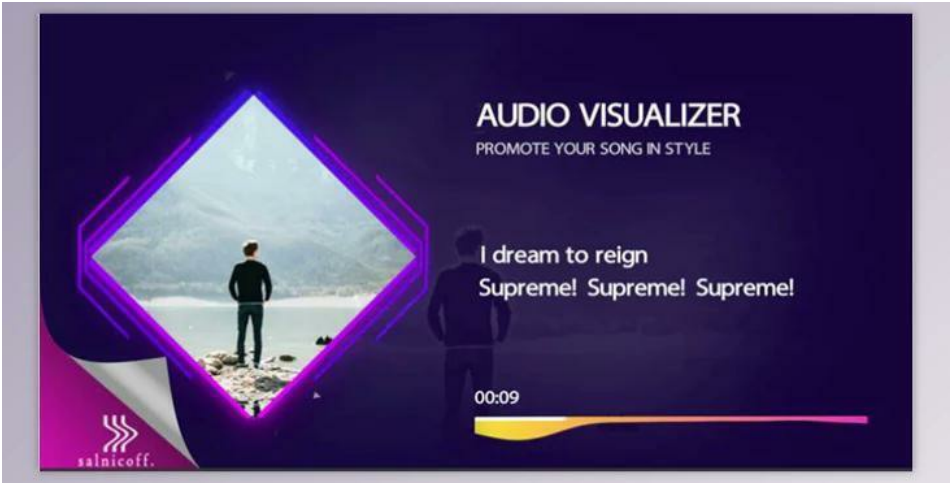 AUDIO VISUALIZER
PROMOTE YOUR SONG IN STYLE
I dream to reign
Supreme! Supreme! Supreme!
00:09
salnicoff.